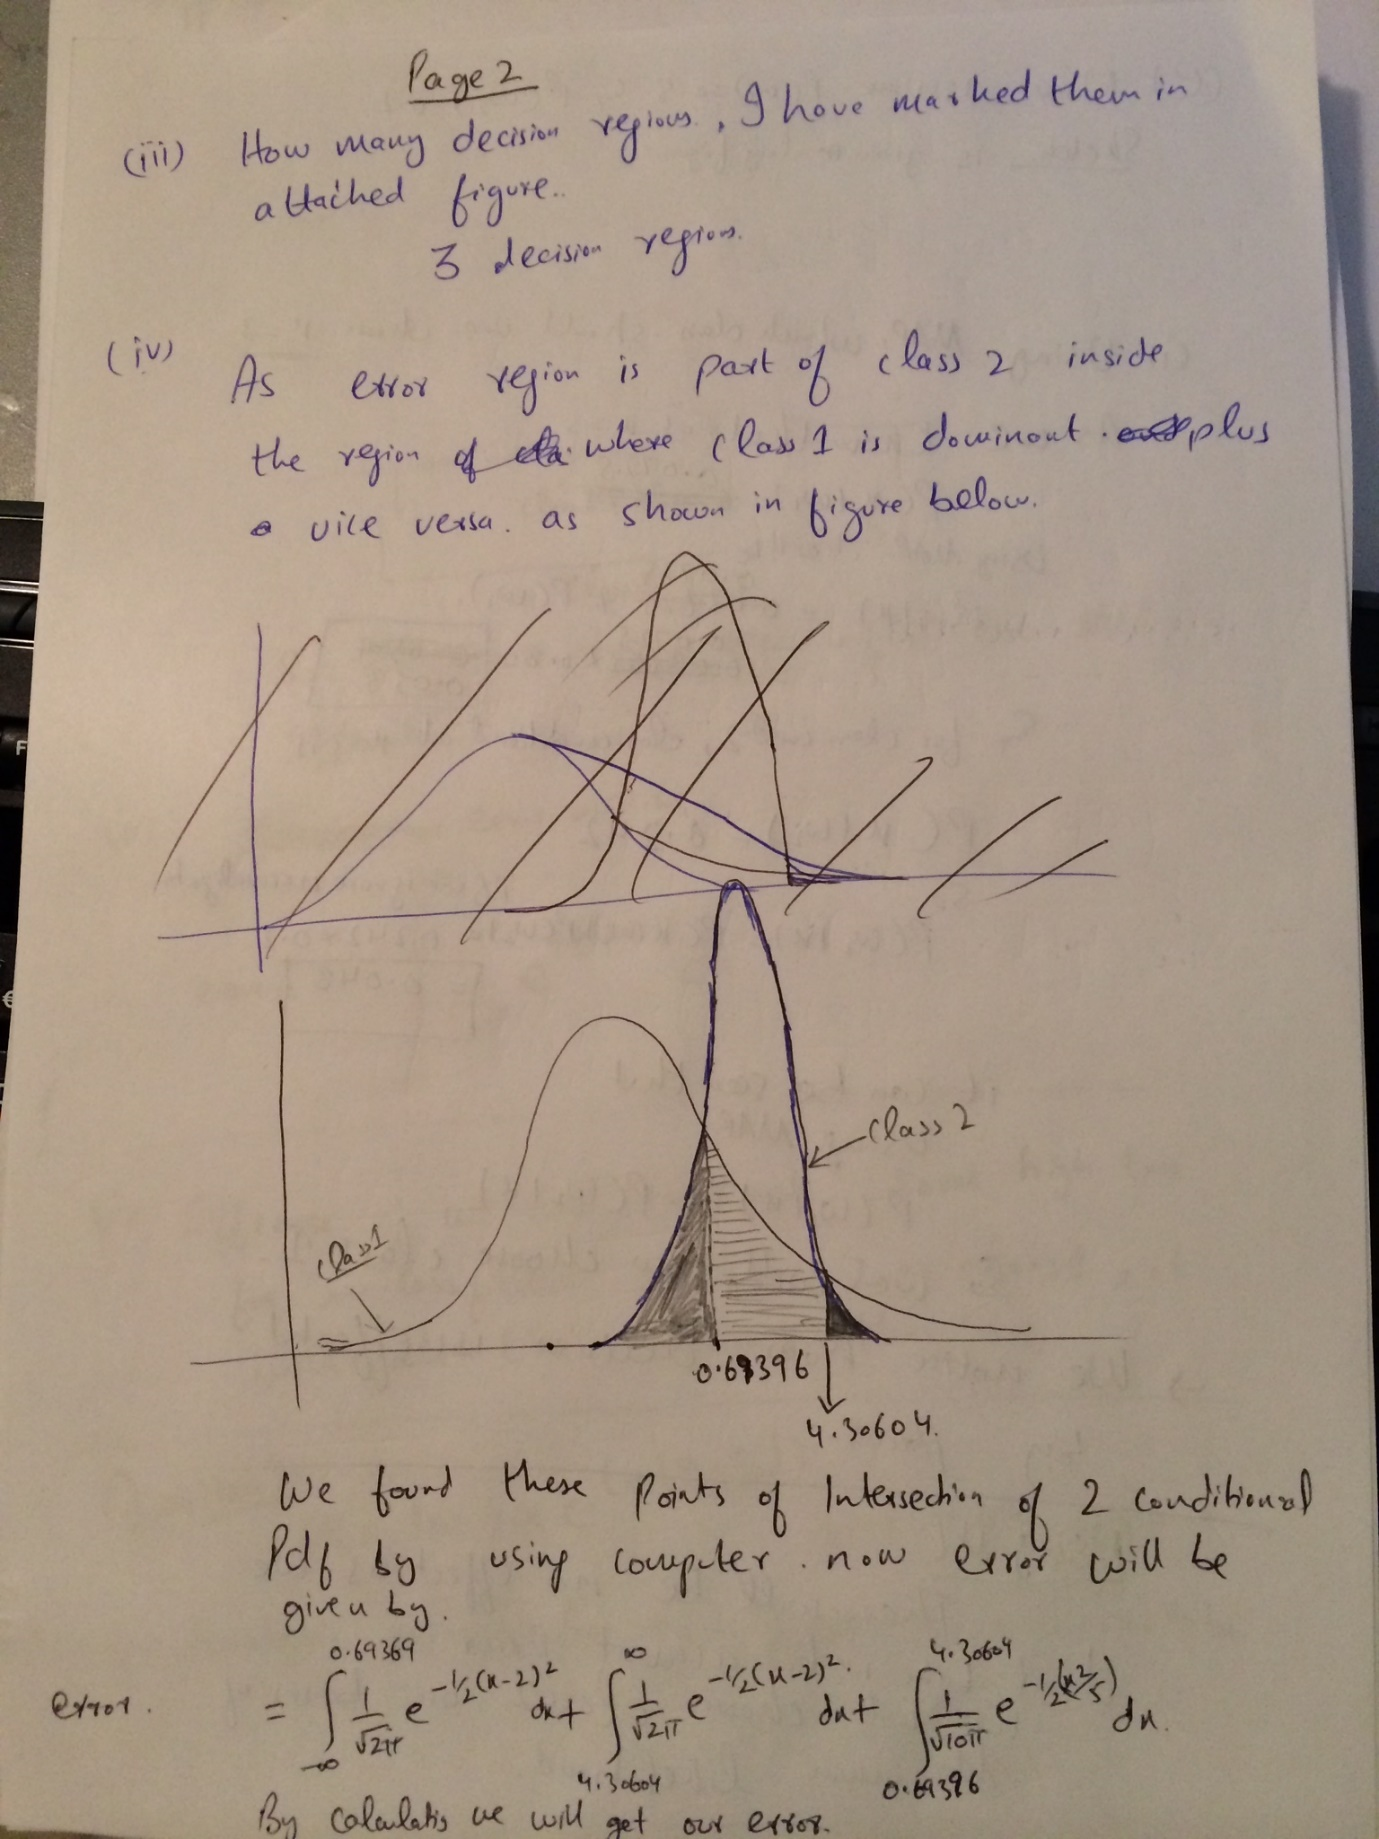 Page 2
(iii) How many decision regions., I have marked them in
attached figure..
3 decision regions.
(iv) As error region is part of class 2 inside
the region of where class 1 is dominant. plus
vice versa. as shown in figure below.
class 2
class1
0.69396
4.30604.
We found these points of Intersection of 2 conditional
Pdf by using computer. now error will be
given by.
error. = ∫_{-∞}^{0.69369} 1/√2π e^{-1/2(x-2)²} dx + ∫_{4.30604}^{∞} 1/√2π e^{-1/2(x-2)².} dx + ∫_{0.69396}^{4.30604} 1/√10π e^{-1/2(x²/5)} dx.
By calculatis we will get our error.